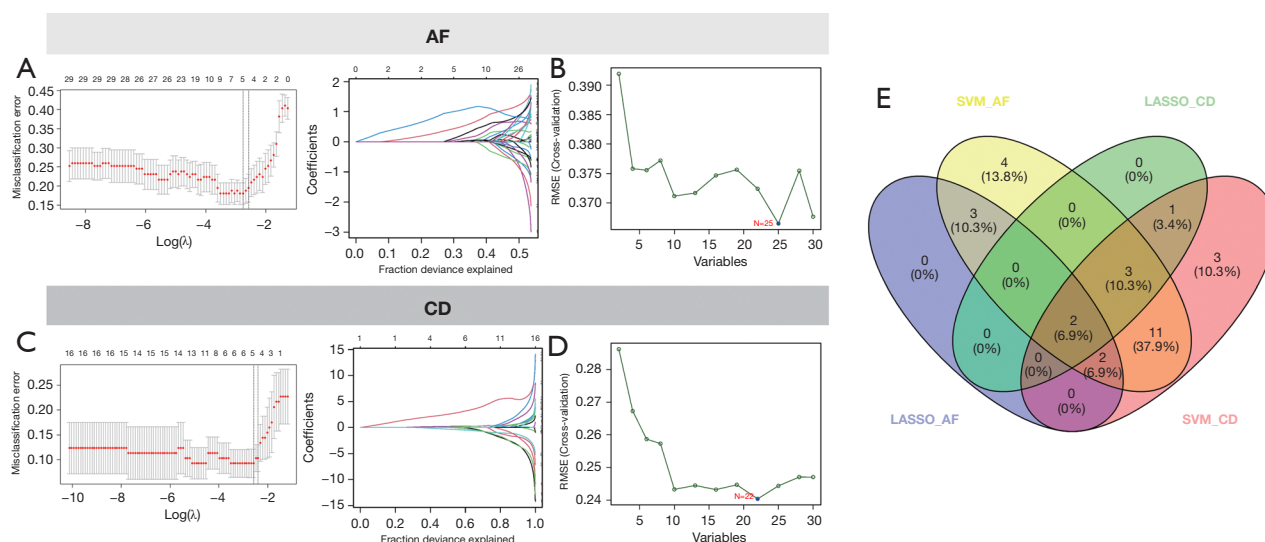 AF
A
29 29 29 29 28 26 27 26 23 19 10 9 7 5 4 2 2 0
Misclassification error
0.45
0.40
0.35
0.30
0.25
0.20
0.15
−8 −6 −4 −2
Log(λ)
0 2 5 10 26
Coefficients
2
1
0
−1
−2
−3
0.0 0.1 0.2 0.3 0.4 0.5
Fraction deviance explained
B
RMSE (Cross-validation)
0.390
0.380
0.370
N=25
5 10 15 20 25 30
Variables
CD
C
16 16 16 16 15 14 15 14 13 11 8 6 6 5 4 3 1
Misclassification error
0.25
0.20
0.15
0.10
−10 −8 −6 −4 −2
Log(λ)
1 1 4 6 11 16
Coefficients
15
10
5
0
−5
−10
−15
0.0 0.2 0.4 0.6 0.8 1.0
Fraction deviance explained
D
RMSE (Cross-validation)
0.28
0.27
0.26
0.25
0.24
N=22
5 10 15 20 25 30
Variables
E
SVM_AF LASSO_CD
4
(13.8%)
0
(0%)
3
(10.3%)
0
(0%)
1
(3.4%)
0
(0%)
0
(0%)
3
(10.3%)
3
(10.3%)
0
(0%)
2
(6.9%)
11
(37.9%)
0
(0%)
2
(6.9%)
0
(0%)
LASSO_AF SVM_CD